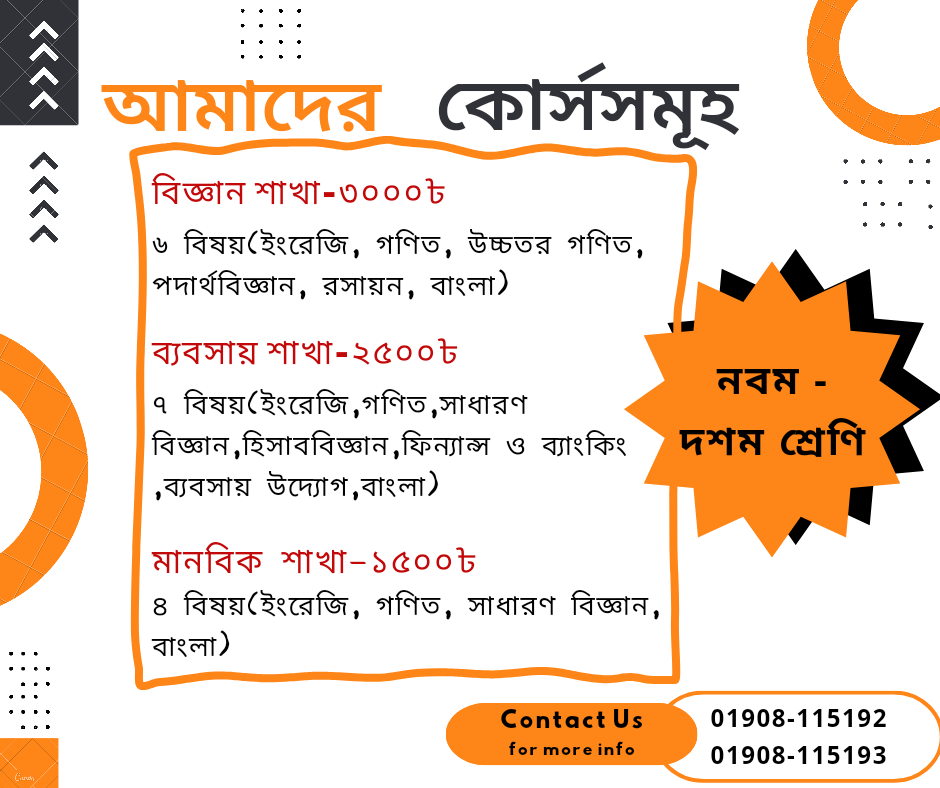 আমাদের কোর্সসমূহ
বিজ্ঞান শাখা-৩০০০৳
৬ বিষয়(ইংরেজি, গণিত, উচ্চতর গণিত,
পদার্থবিজ্ঞান, রসায়ন, বাংলা)
ব্যবসায় শাখা-২৫০০৳
৭ বিষয়(ইংরেজি,গণিত,সাধারণ
বিজ্ঞান,হিসাববিজ্ঞান,ফিন্যান্স ও ব্যাংকিং
,ব্যবসায় উদ্যোগ,বাংলা)
মানবিক শাখা–১৫০০৳
৪ বিষয়(ইংরেজি, গণিত, সাধারণ বিজ্ঞান,
বাংলা)
নবম -
দশম শ্রেণি
Contact Us
for more info
01908-115192
01908-115193
Canva